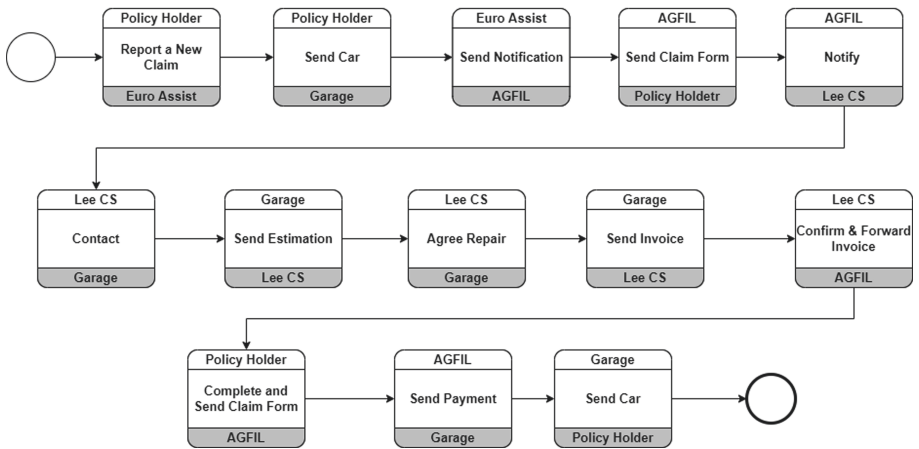 Policy Holder
Report a New
Claim
Euro Assist
Policy Holder
Send Car
Garage
Euro Assist
Send Notification
AGFIL
AGFIL
Send Claim Form
Policy Holdetr
AGFIL
Notify
Lee CS
Lee CS
Contact
Garage
Garage
Send Estimation
Lee CS
Lee CS
Agree Repair
Garage
Garage
Send Invoice
Lee CS
Lee CS
Confirm & Forward
Invoice
AGFIL
Policy Holder
Complete and
Send Claim Form
AGFIL
AGFIL
Send Payment
Garage
Garage
Send Car
Policy Holder